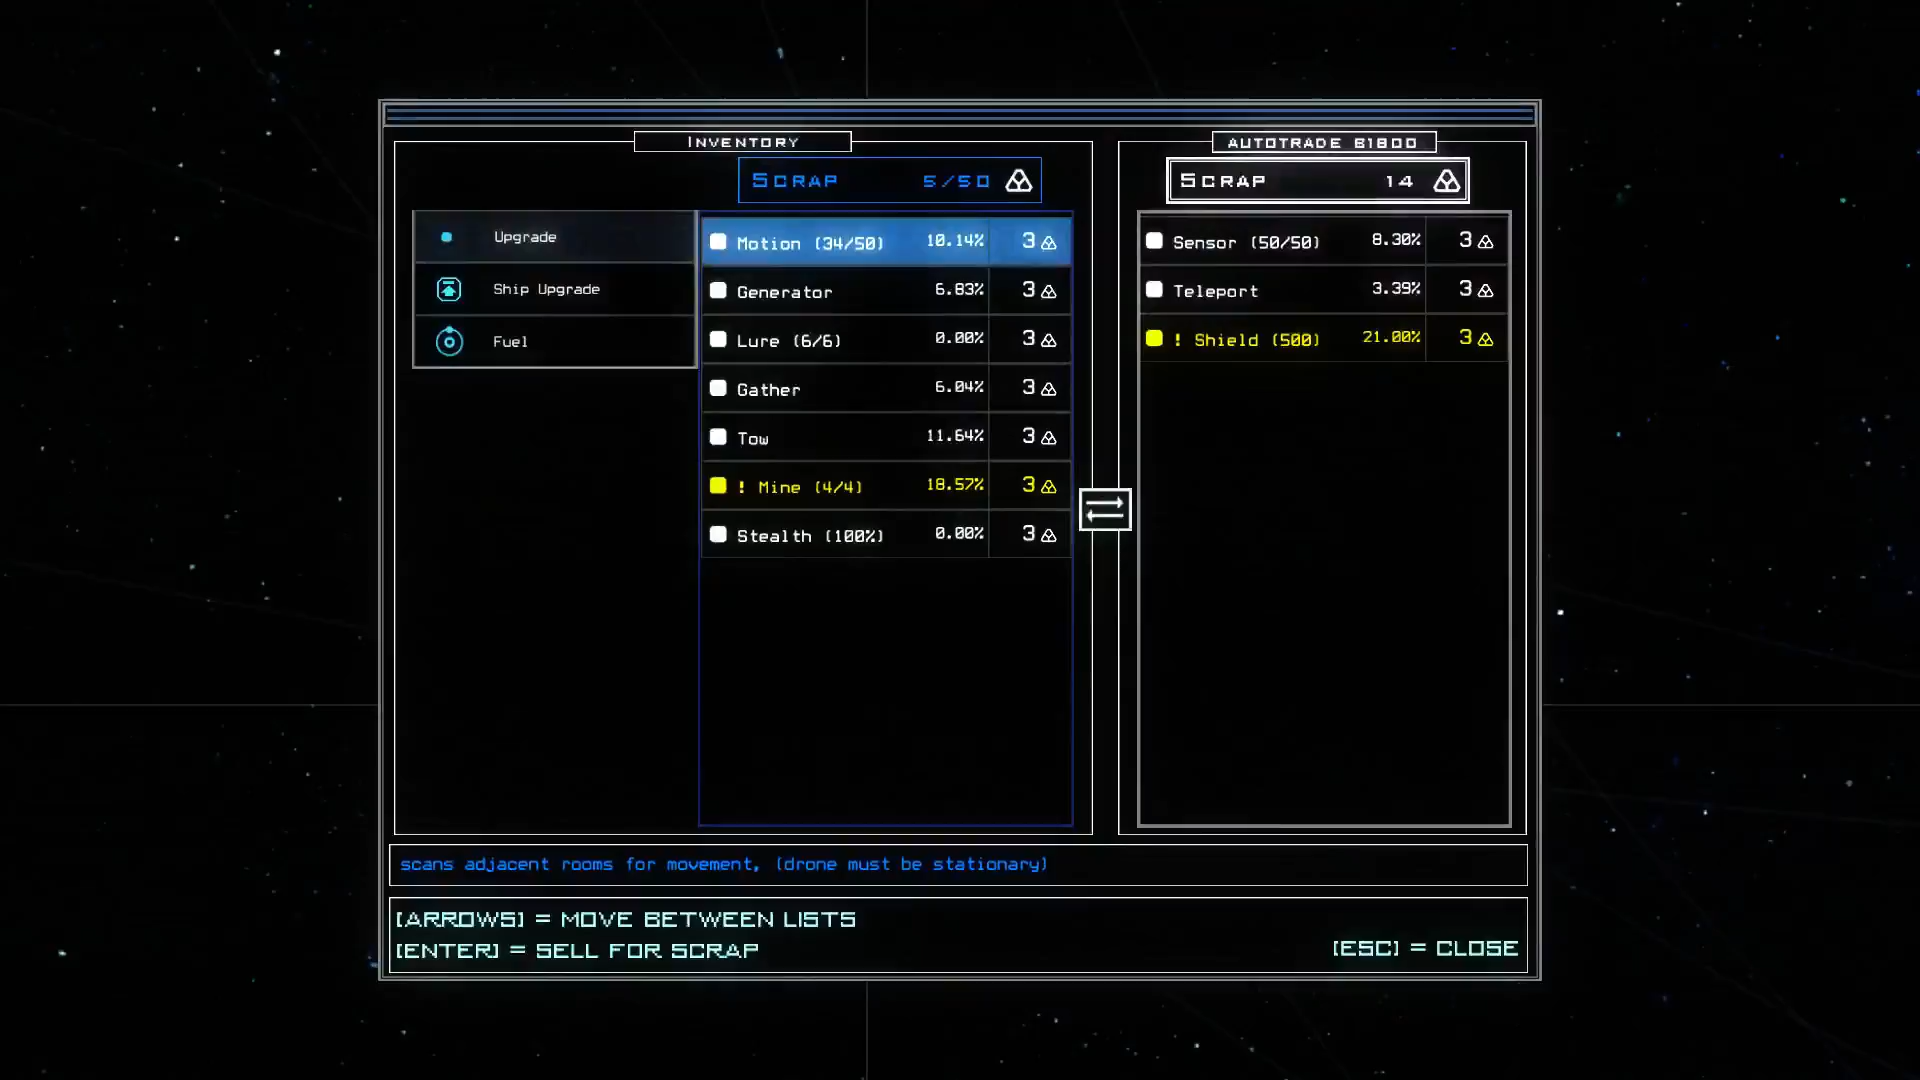 INVENTORY
SCRAP 5/50
Upgrade
Ship Upgrade
Fuel
Motion (34/50) 10.14% 3
Generator 6.83% 3
Lure (6/6) 0.00% 3
Gather 6.04% 3
Tow 11.64% 3
! Mine (4/4) 18.57% 3
Stealth (100%) 0.00% 3
AUTOTRADE B1800
SCRAP 14
Sensor (50/50) 8.30% 3
Teleport 3.39% 3
! Shield (500) 21.00% 3
scans adjacent rooms for movement, (drone must be stationary)
[ARROWS] = MOVE BETWEEN LISTS
[ENTER] = SELL FOR SCRAP
[ESC] = CLOSE